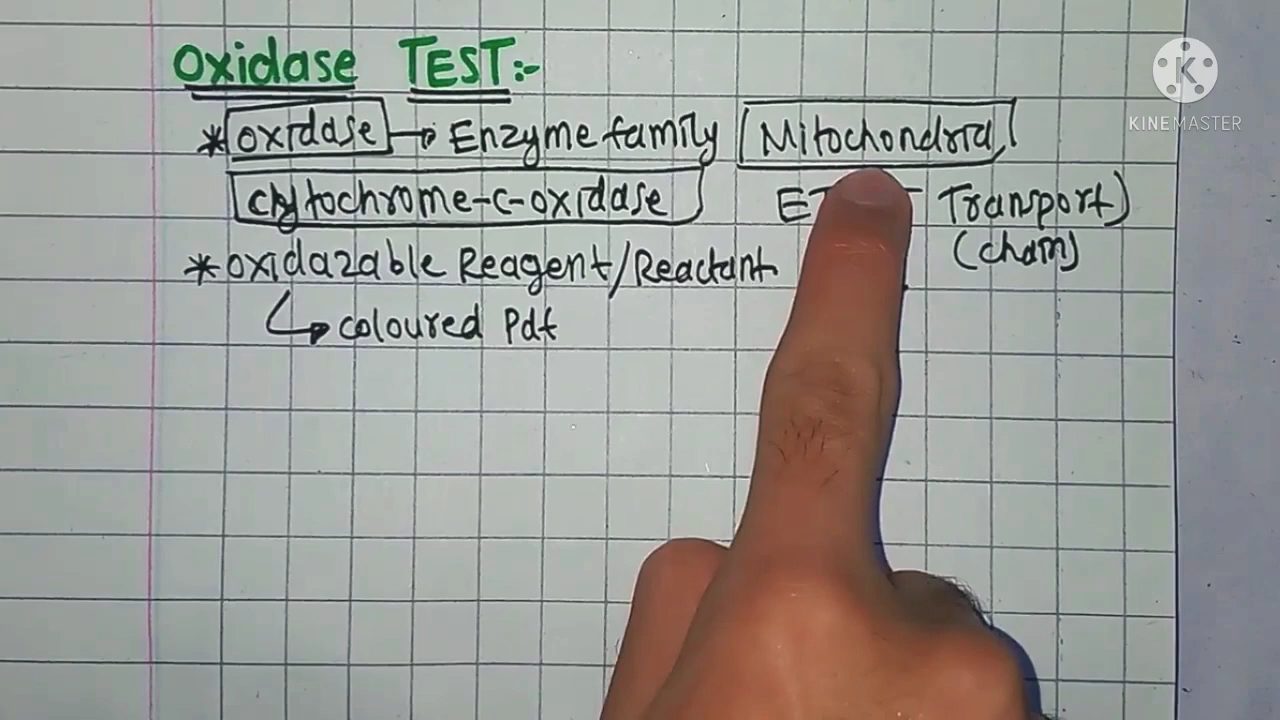 Oxidase TEST:-
* oxidase → Enzyme family Mitochondria
cytochrome-c-oxidase Transport)
(chain)
* oxidazable Reagent/Reactant
↳ coloured Pdt
KINEMASTER